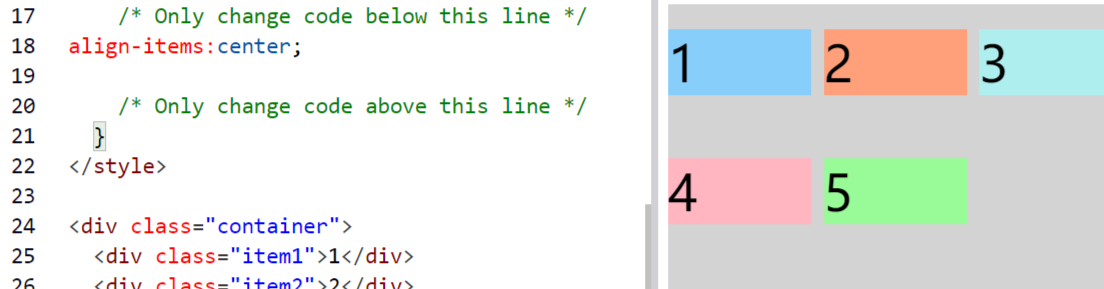 17 /* Only change code below this line */
18 align-items:center;
19
20 /* Only change code above this line */
21 }
22 </style>
23
24 <div class="container">
25 <div class="item1">1</div>
26 <div class="item2">2</div>
1 2 3
4 5